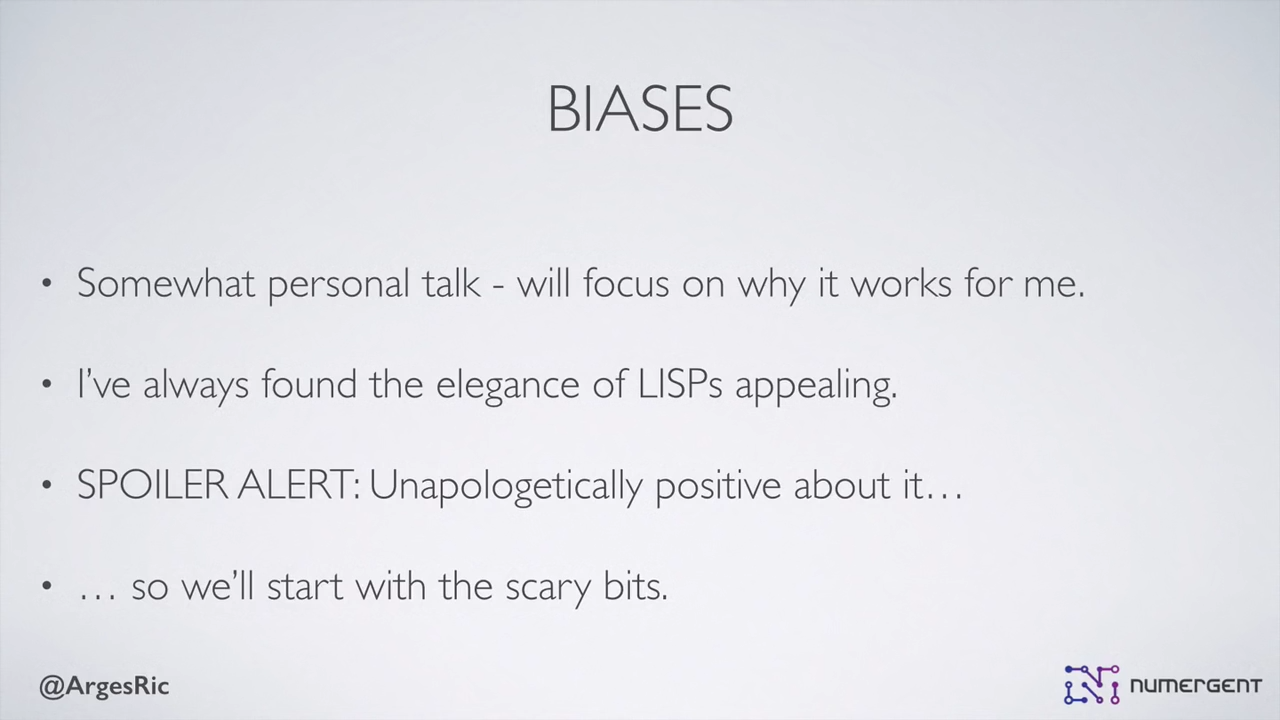 BIASES
• Somewhat personal talk - will focus on why it works for me.
• I’ve always found the elegance of LISPs appealing.
• SPOILER ALERT: Unapologetically positive about it…
• … so we’ll start with the scary bits.
@ArgesRic
NUMERGENT